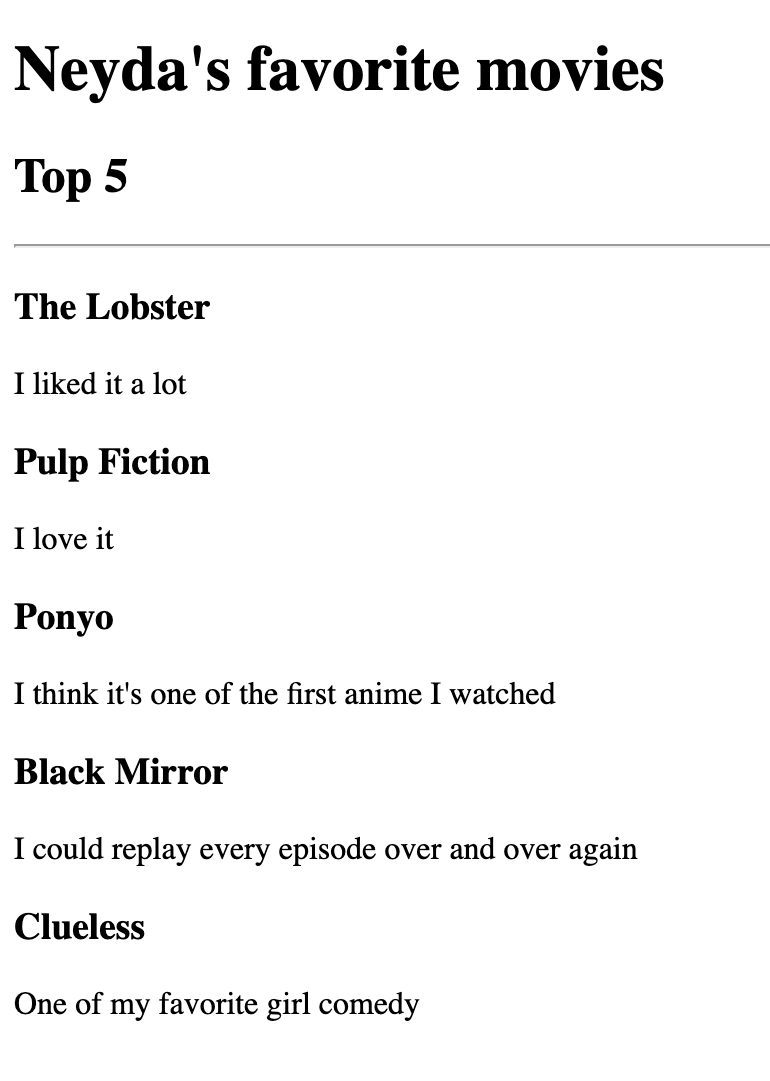 Neyda's favorite movies
Top 5
The Lobster
I liked it a lot
Pulp Fiction
I love it
Ponyo
I think it's one of the first anime I watched
Black Mirror
I could replay every episode over and over again
Clueless
One of my favorite girl comedy